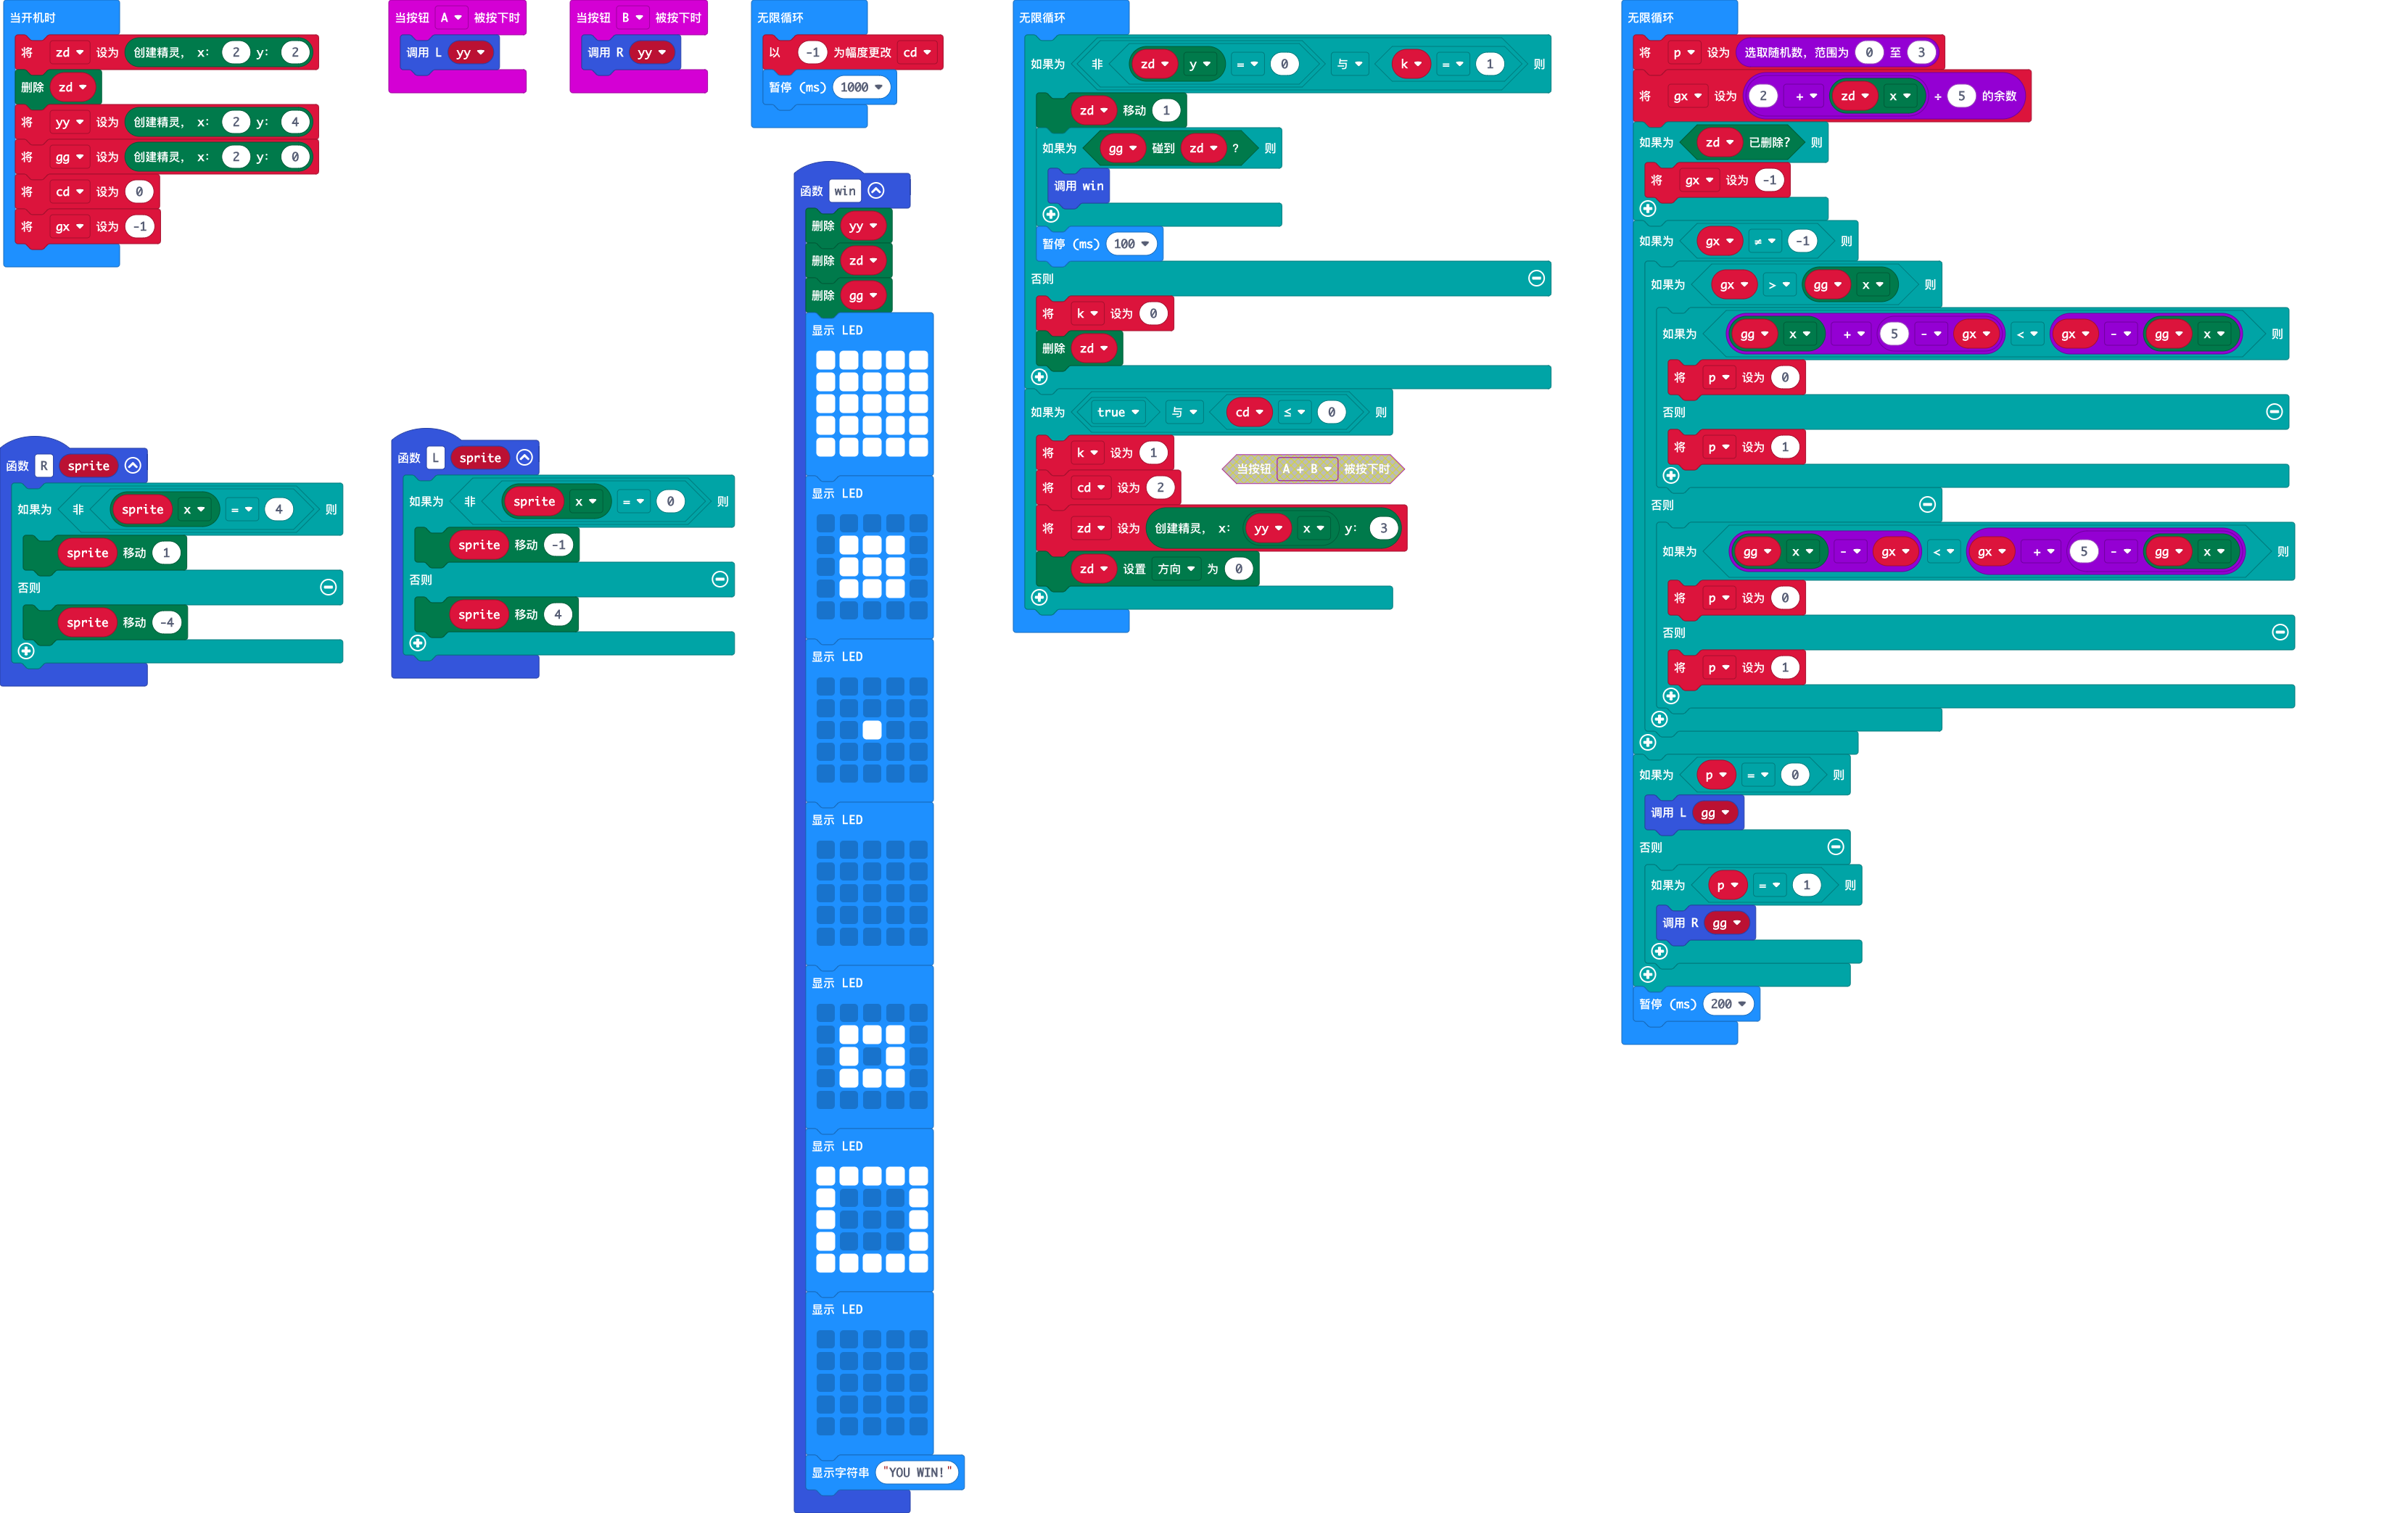 当开机时
将 zd 设为 创建精灵, x: 2 y: 2
删除 zd
将 yy 设为 创建精灵, x: 2 y: 4
将 gg 设为 创建精灵, x: 2 y: 0
将 cd 设为 0
将 gx 设为 -1
当按钮 A 被按下时
调用 L yy
当按钮 B 被按下时
调用 R yy
无限循环
以 -1 为幅度更改 cd
暂停 (ms) 1000
函数 R sprite
如果为 非 sprite x = 4 则
sprite 移动 1
否则
sprite 移动 -4
函数 L sprite
如果为 非 sprite x = 0 则
sprite 移动 -1
否则
sprite 移动 4
函数 win
删除 yy
删除 zd
删除 gg
显示 LED
显示 LED
显示 LED
显示 LED
显示 LED
显示 LED
显示 LED
显示字符串 "YOU WIN!"
无限循环
如果为 非 zd y = 0 与 k = 1 则
zd 移动 1
如果为 gg 碰到 zd ? 则
调用 win
暂停 (ms) 100
否则
将 k 设为 0
删除 zd
如果为 true 与 cd ≤ 0 则
将 k 设为 1
当按钮 A + B 被按下时
将 cd 设为 2
将 zd 设为 创建精灵, x: yy x y: 3
zd 设置 方向 为 0
无限循环
将 p 设为 选取随机数, 范围为 0 至 3
将 gx 设为 2 + zd x ÷ 5 的余数
如果为 zd 已删除? 则
将 gx 设为 -1
如果为 gx ≠ -1 则
如果为 gx > gg x 则
如果为 gg x + 5 - gx < gx - gg x 则
将 p 设为 0
否则
将 p 设为 1
否则
如果为 gg x - gx < gx + 5 - gg x 则
将 p 设为 0
否则
将 p 设为 1
如果为 p = 0 则
调用 L gg
否则
如果为 p = 1 则
调用 R gg
暂停 (ms) 200